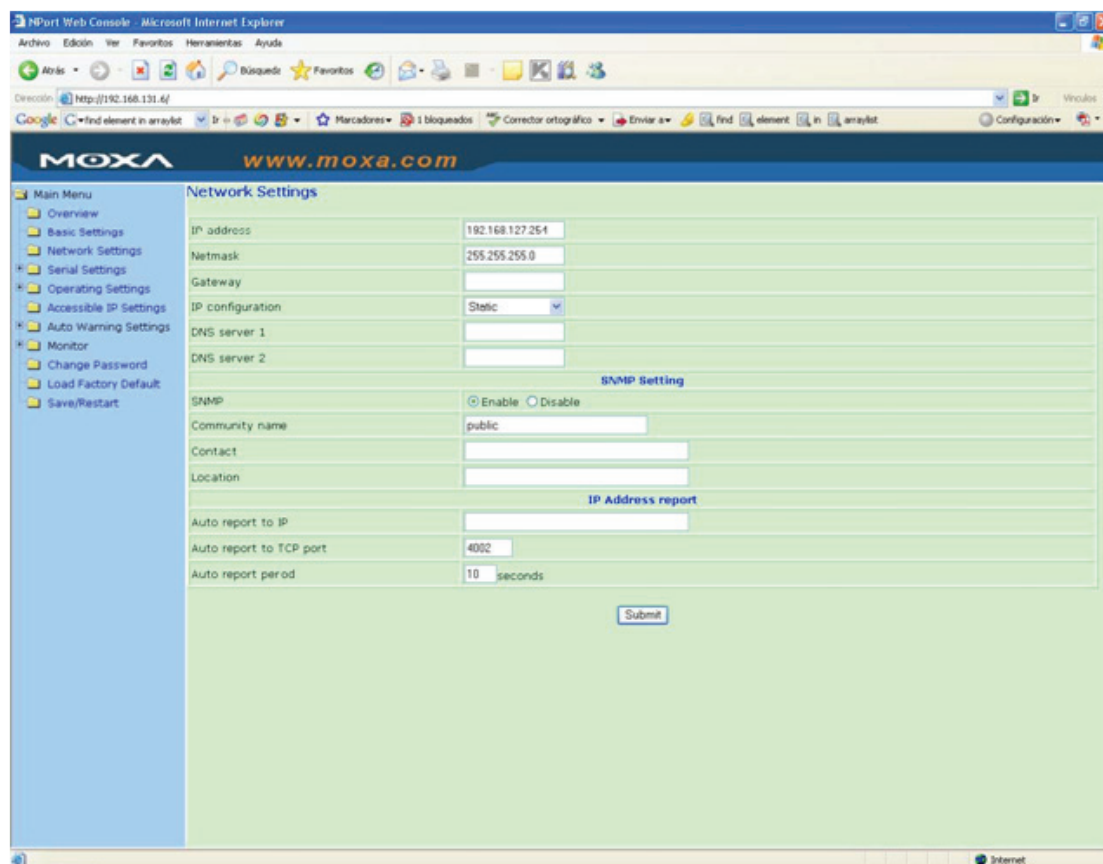 NPort Web Console - Microsoft Internet Explorer
Archivo Edición Ver Favoritos Herramientas Ayuda
Atrás Búsqueda Favoritos
Dirección http://192.168.131.6/ Ir Vínculos
Google find element in arraylist Ir Marcadores 1 bloqueados Corrector ortográfico Enviar a find element in arraylist Configuración
MOXA www.moxa.com
Main Menu
Overview
Basic Settings
Network Settings
Serial Settings
Operating Settings
Accessible IP Settings
Auto Warning Settings
Monitor
Change Password
Load Factory Default
Save/Restart
Network Settings
IP address 192.168.127.254
Netmask 255.255.255.0
Gateway
IP configuration Static
DNS server 1
DNS server 2
SNMP Setting
SNMP Enable Disable
Community name public
Contact
Location
IP Address report
Auto report to IP
Auto report to TCP port 4002
Auto report period 10 seconds
Submit
Internet